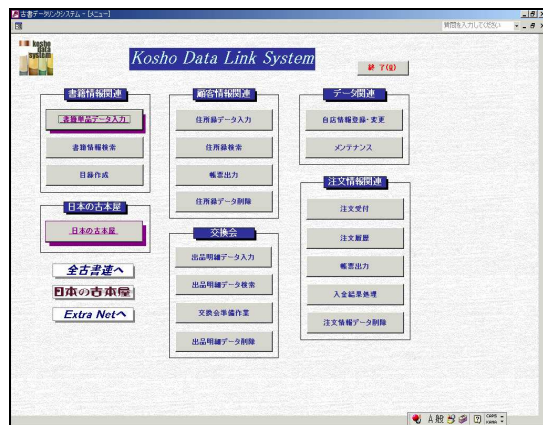 古書データリンクシステム - [メニュー]
質問を入力してください
kosho
data
system
Kosho Data Link System
終 了(Q)
書籍情報関連
書籍単品データ入力
書籍情報検索
目録作成
日本の古本屋
日本の古本屋
全古書連へ
日本の古本屋
Extra Netへ
顧客情報関連
住所録データ入力
住所録検索
帳票出力
住所録データ削除
交換会
出品明細データ入力
出品明細データ検索
交換会準備作業
出品明細データ削除
データ関連
自店情報登録・変更
メンテナンス
注文情報関連
注文受付
注文履歴
帳票出力
入金結果処理
注文情報データ削除
A 般
CAPS
KANA